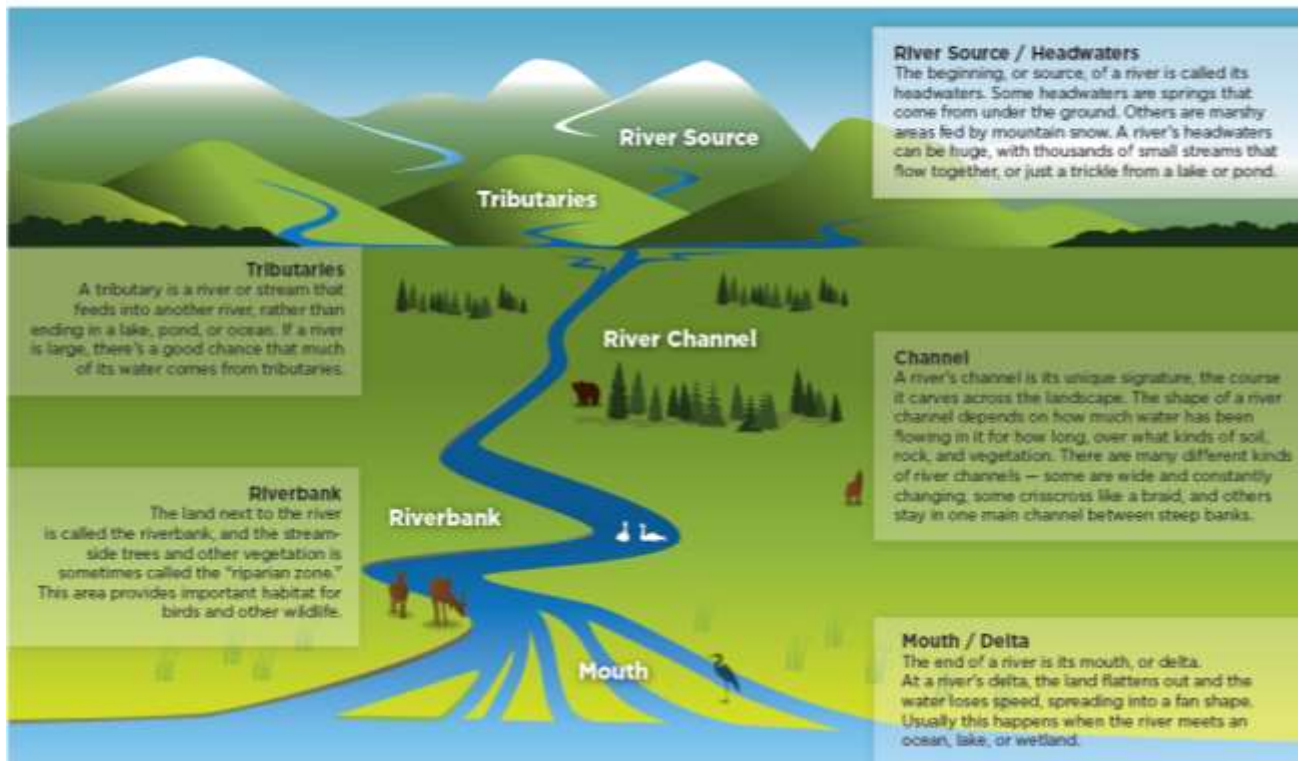 River Source / Headwaters
The beginning, or source, of a river is called its
headwaters. Some headwaters are springs that
come from under the ground. Others are marshy
areas fed by mountain snow. A river's headwaters
can be huge, with thousands of small streams that
flow together, or just a trickle from a lake or pond.
River Source
Tributaries
Tributaries
A tributary is a river or stream that
feeds into another river, rather than
ending in a lake, pond, or ocean. If a river
is large, there's a good chance that much
of its water comes from tributaries.
River Channel
Channel
A river's channel is its unique signature, the course
it carves across the landscape. The shape of a river
channel depends on how much water has been
flowing in it for how long, over what kinds of soil,
rock, and vegetation. There are many different kinds
of river channels — some are wide and constantly
changing, some crisscross like a braid, and others
stay in one main channel between steep banks.
Riverbank
The land next to the river
is called the riverbank, and the stream-
side trees and other vegetation is
sometimes called the "riparian zone."
This area provides important habitat for
birds and other wildlife.
Riverbank
Mouth
Mouth / Delta
The end of a river is its mouth, or delta.
At a river's delta, the land flattens out and the
water loses speed, spreading into a fan shape.
Usually this happens when the river meets an
ocean, lake, or wetland.